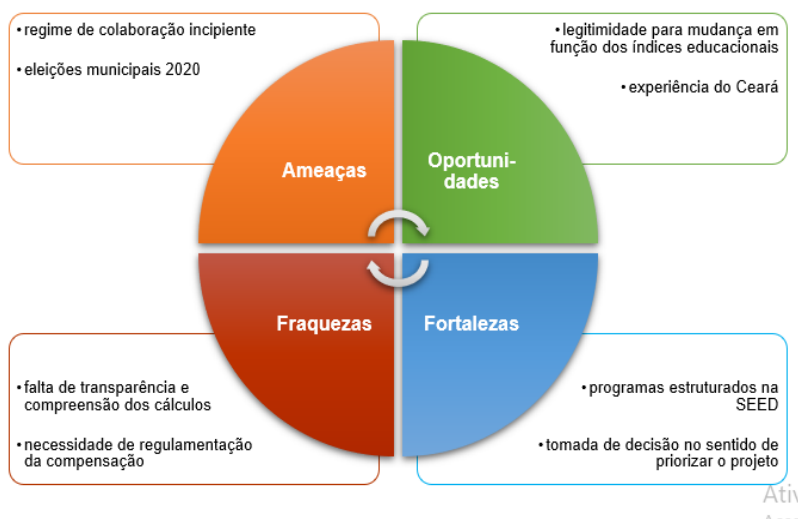 • regime de colaboração incipiente
• eleições municipais 2020
• legitimidade para mudança em
função dos índices educacionais
• experiência do Ceará
Ameaças
Oportuni-
dades
Fraquezas
Fortalezas
• falta de transparência e
compreensão dos cálculos
• necessidade de regulamentação
da compensação
• programas estruturados na
SEED
• tomada de decisão no sentido de
priorizar o projeto
Ativ